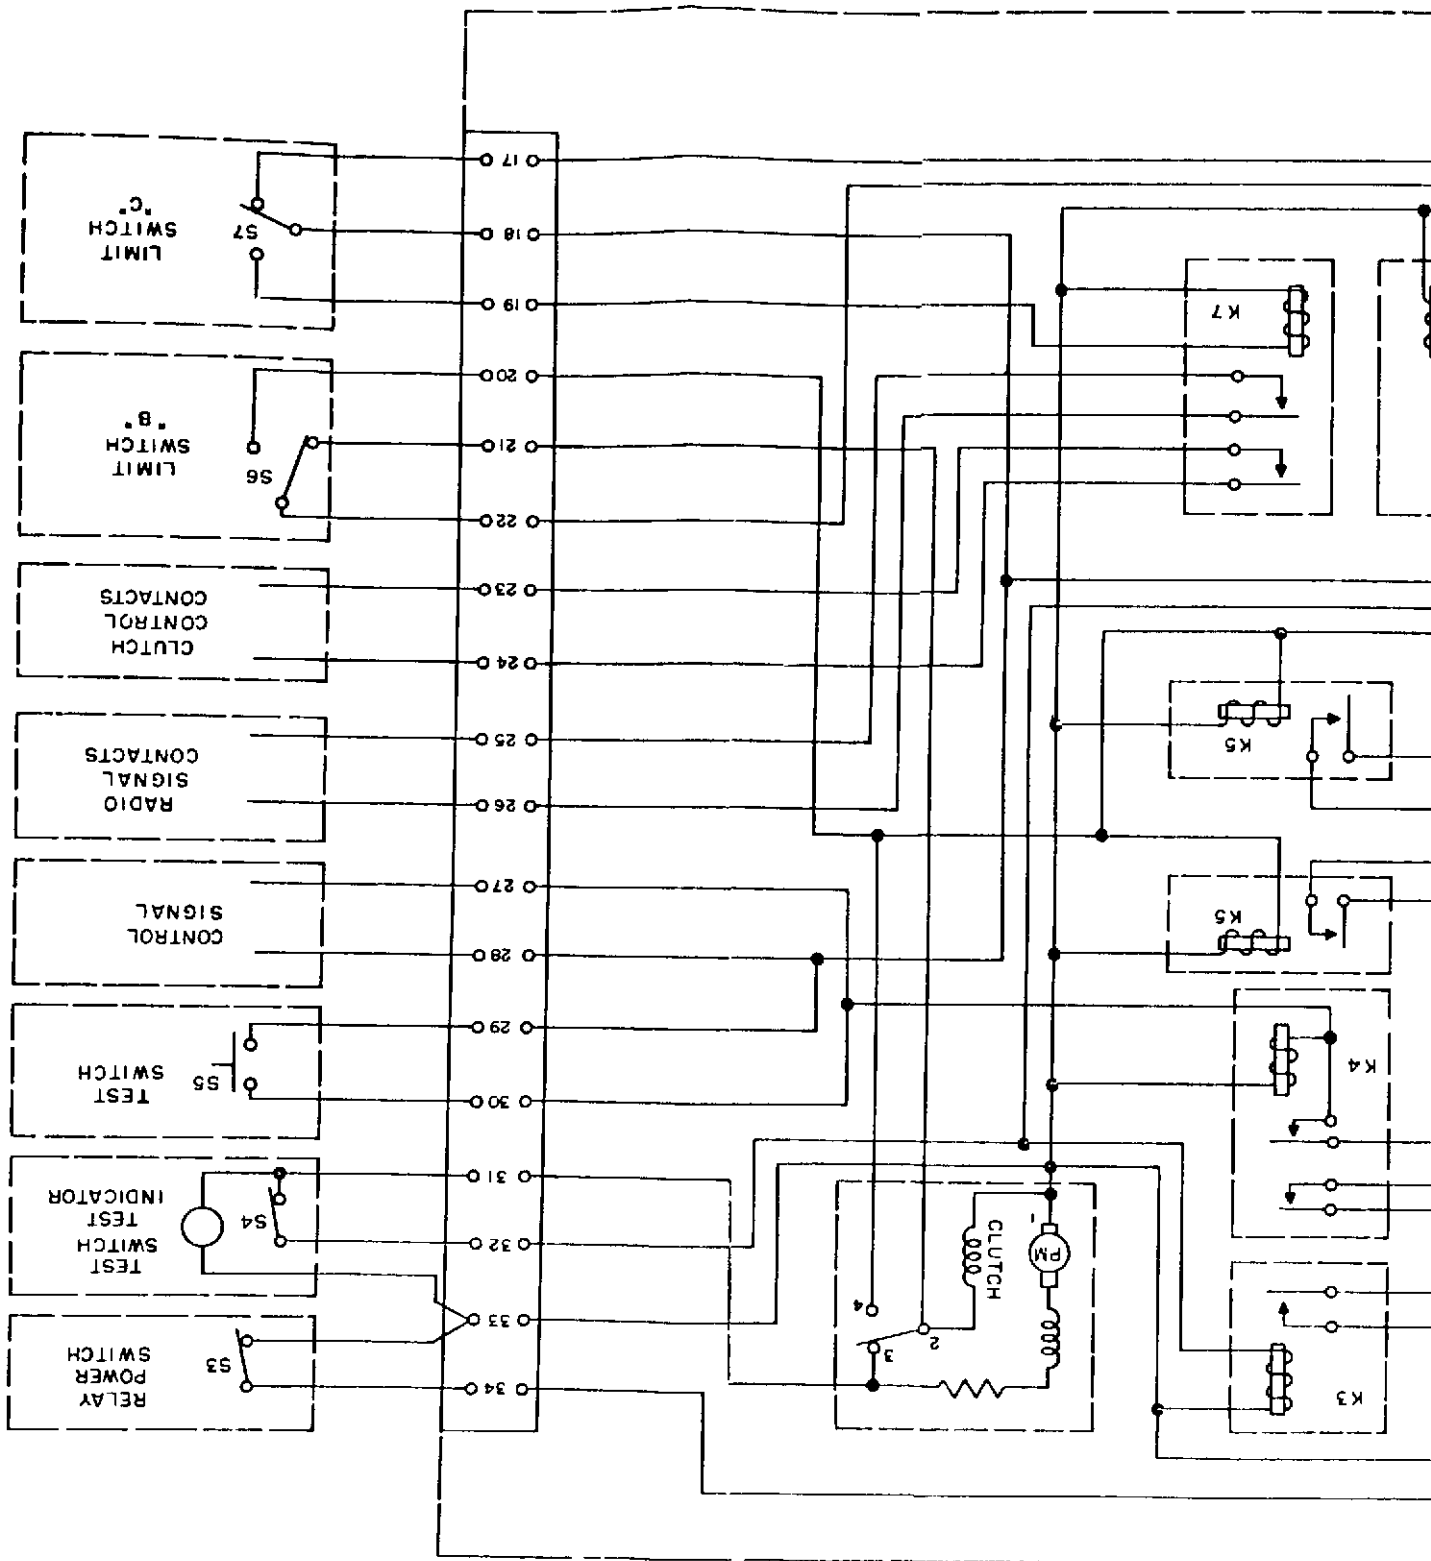 LIMIT
SWITCH
"C"
S7
LIMIT
SWITCH
"B"
S6
CLUTCH
CONTROL
CONTACTS
RADIO
SIGNAL
CONTACTS
CONTROL
SIGNAL
TEST
SWITCH
S5
TEST
SWITCH
TEST
INDICATOR
S4
RELAY
POWER
SWITCH
S3
17
18
19
20
21
22
23
24
25
26
27
28
29
30
31
32
33
34
K7
K5
K5
K4
K3
CLUTCH
PM
1
4
3
2